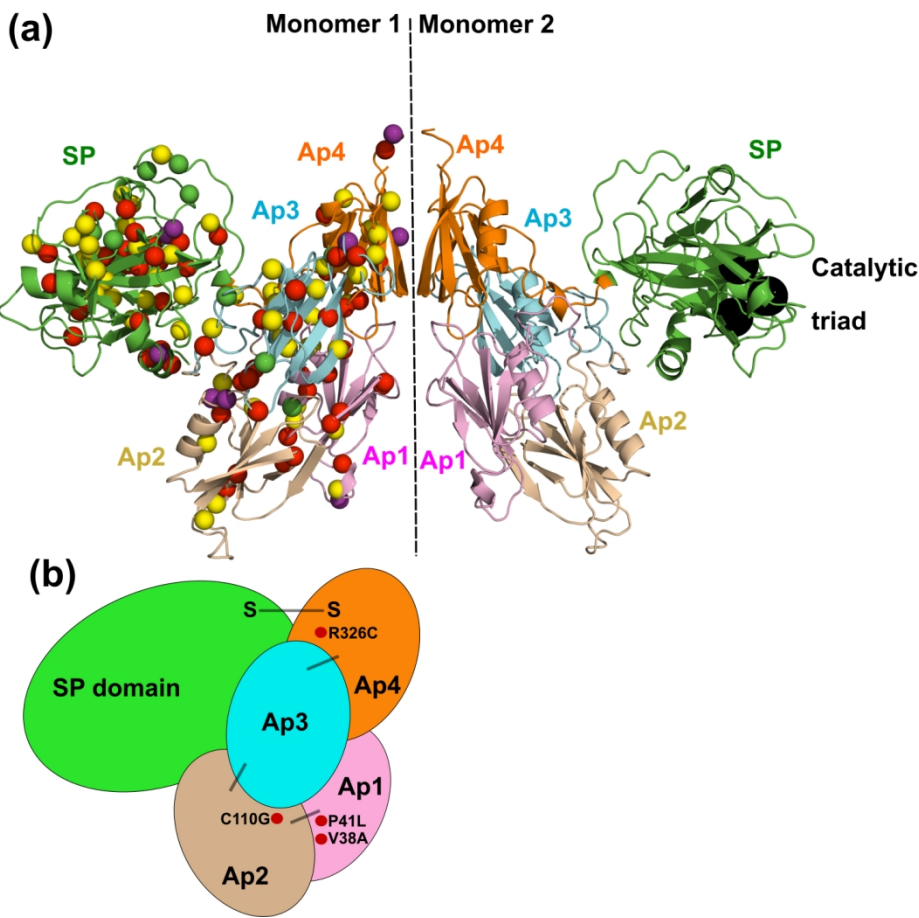 (a)
Monomer 1 Monomer 2
SP
Ap4
Ap3
Ap2
Ap1
Ap4
Ap3
SP
Catalytic
triad
Ap2
Ap1
(b)
S S
R326C
SP domain
Ap4
Ap3
Ap1
C110G
P41L
V38A
Ap2